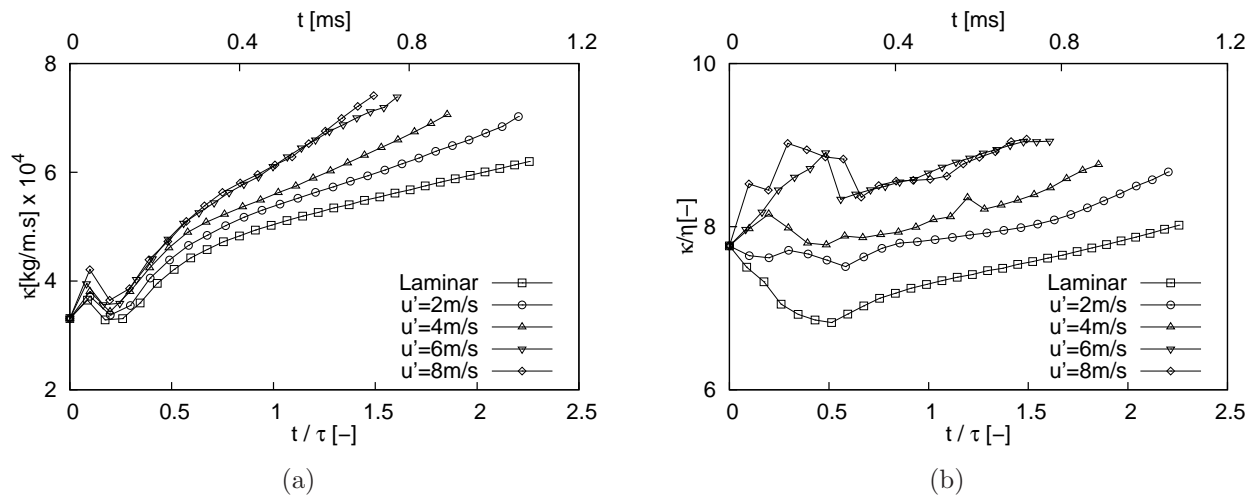 t [ms]
0 0.4 0.8 1.2
8
6
4
2
κ[kg/m.s] x 10⁴
Laminar
u'=2m/s
u'=4m/s
u'=6m/s
u'=8m/s
0 0.5 1 1.5 2 2.5
t / τ [–]
(a)
t [ms]
0 0.4 0.8 1.2
10
8
6
κ/η[–]
Laminar
u'=2m/s
u'=4m/s
u'=6m/s
u'=8m/s
0 0.5 1 1.5 2 2.5
t / τ [–]
(b)